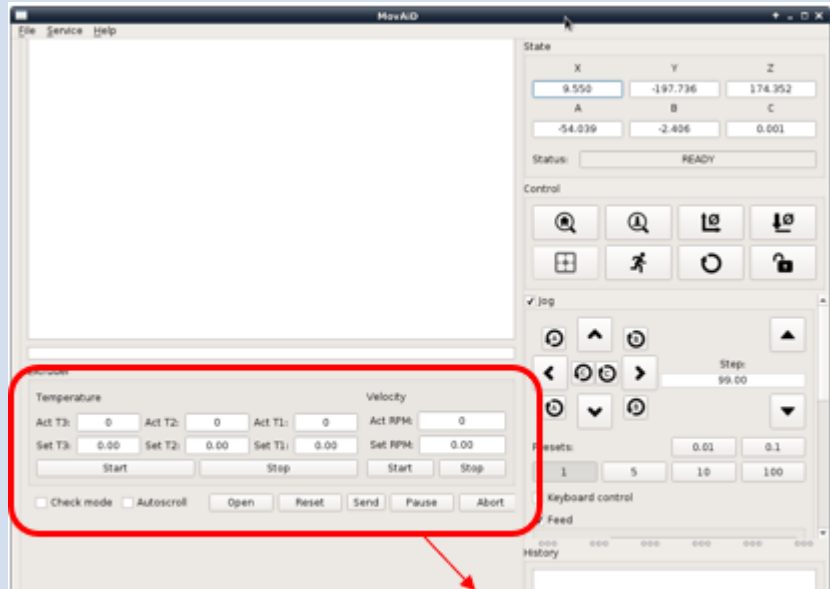 MovAiD
File Service Help
State
X Y Z
9.550 -197.736 174.352
A B C
-54.039 -2.406 0.001
Status: READY
Control
Jog
Step:
99.00
Presets: 0.01 0.1
1 5 10 100
Keyboard control
Feed
History
Extruder
Temperature Velocity
Act T3: 0 Act T2: 0 Act T1: 0 Act RPM: 0
Set T3: 0.00 Set T2: 0.00 Set T1: 0.00 Set RPM: 0.00
Start Stop Start Stop
Check mode Autoscroll Open Reset Send Pause Abort